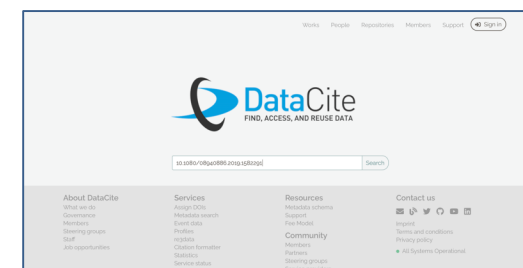 Works People Repositories Members Support Sign in
DataCite
FIND, ACCESS, AND REUSE DATA
10.1080/08940886.2019.1582291
Search
About DataCite
What we do
Governance
Members
Steering groups
Staff
Job opportunities
Services
Assign DOIs
Metadata search
Event data
Profiles
re3data
Citation formatter
Statistics
Service status
Resources
Metadata schema
Support
Fee Model
Community
Members
Partners
Steering groups
Contact us
Imprint
Terms and conditions
Privacy policy
All Systems Operational